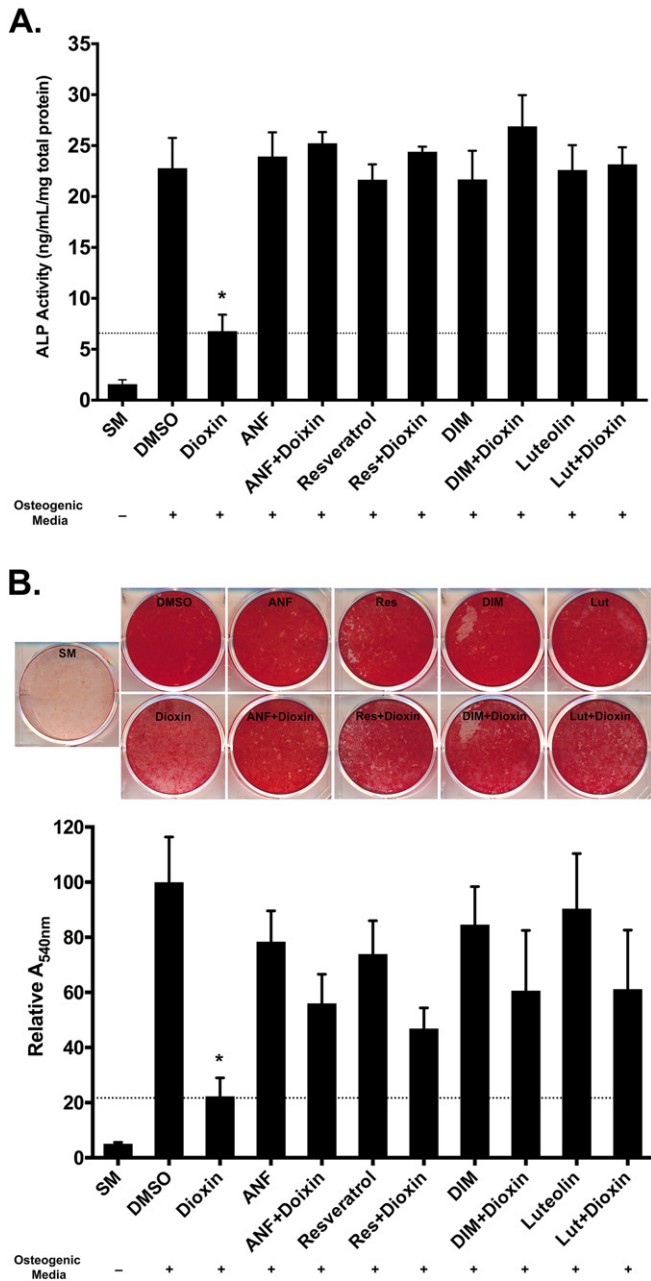 A.
ALP Activity (ng/mL/mg total protein)
35
30
25
20
15
10
5
0
*
SM
DMSO
Dioxin
ANF
ANF+Doixin
Resveratrol
Res+Dioxin
DIM
DIM+Dioxin
Luteolin
Lut+Dioxin
Osteogenic
Media
– + + + + + + + + + +
B.
SM
DMSO ANF Res DIM Lut
Dioxin ANF+Dioxin Res+Dioxin DIM+Dioxin Lut+Dioxin
Relative A540nm
120
100
80
60
40
20
0
*
SM
DMSO
Dioxin
ANF
ANF+Doixin
Resveratrol
Res+Dioxin
DIM
DIM+Dioxin
Luteolin
Lut+Dioxin
Osteogenic
Media
– + + + + + + + + + +